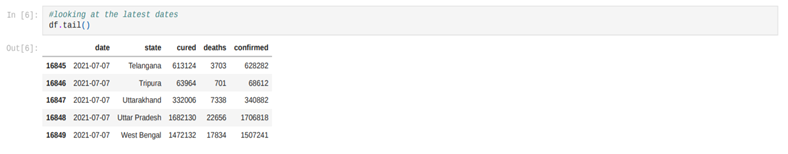 In [6]: #looking at the latest dates
df.tail()
Out[6]:
date state cured deaths confirmed
16845 2021-07-07 Telangana 613124 3703 628282
16846 2021-07-07 Tripura 63964 701 68612
16847 2021-07-07 Uttarakhand 332006 7338 340882
16848 2021-07-07 Uttar Pradesh 1682130 22656 1706818
16849 2021-07-07 West Bengal 1472132 17834 1507241